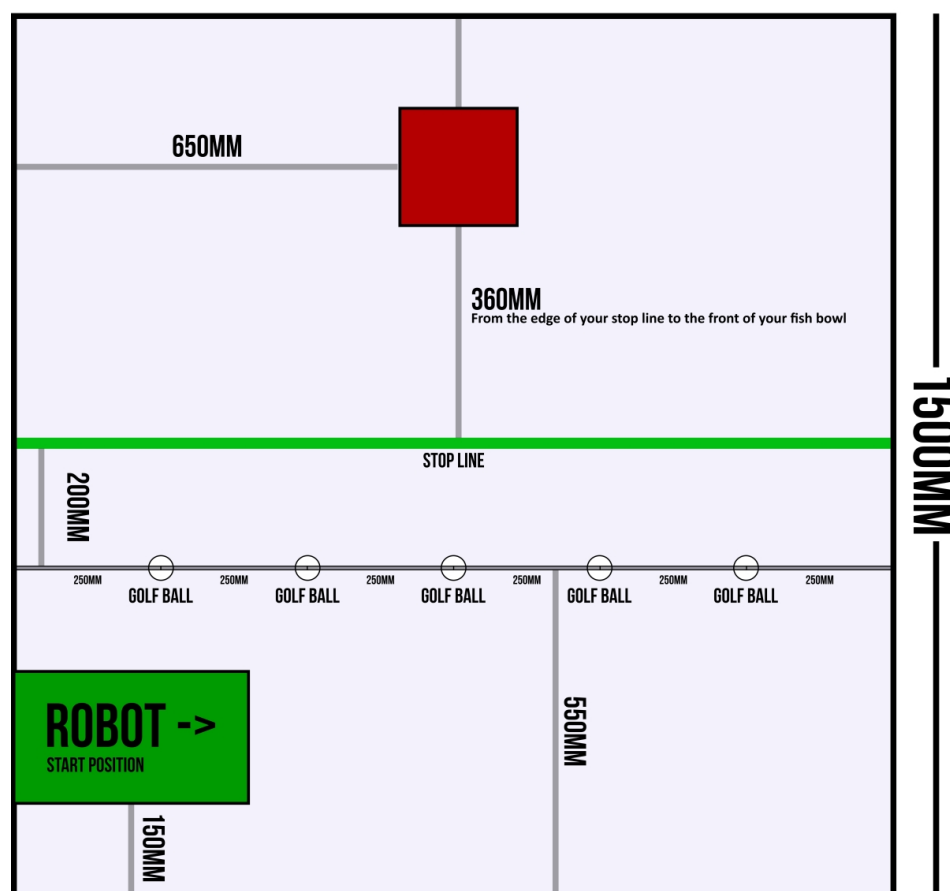 650MM
360MM
From the edge of your stop line to the front of your fish bowl
1500MM
STOP LINE
200MM
250MM 250MM 250MM 250MM 250MM 250MM
GOLF BALL GOLF BALL GOLF BALL GOLF BALL GOLF BALL
ROBOT ->
START POSITION
550MM
150MM